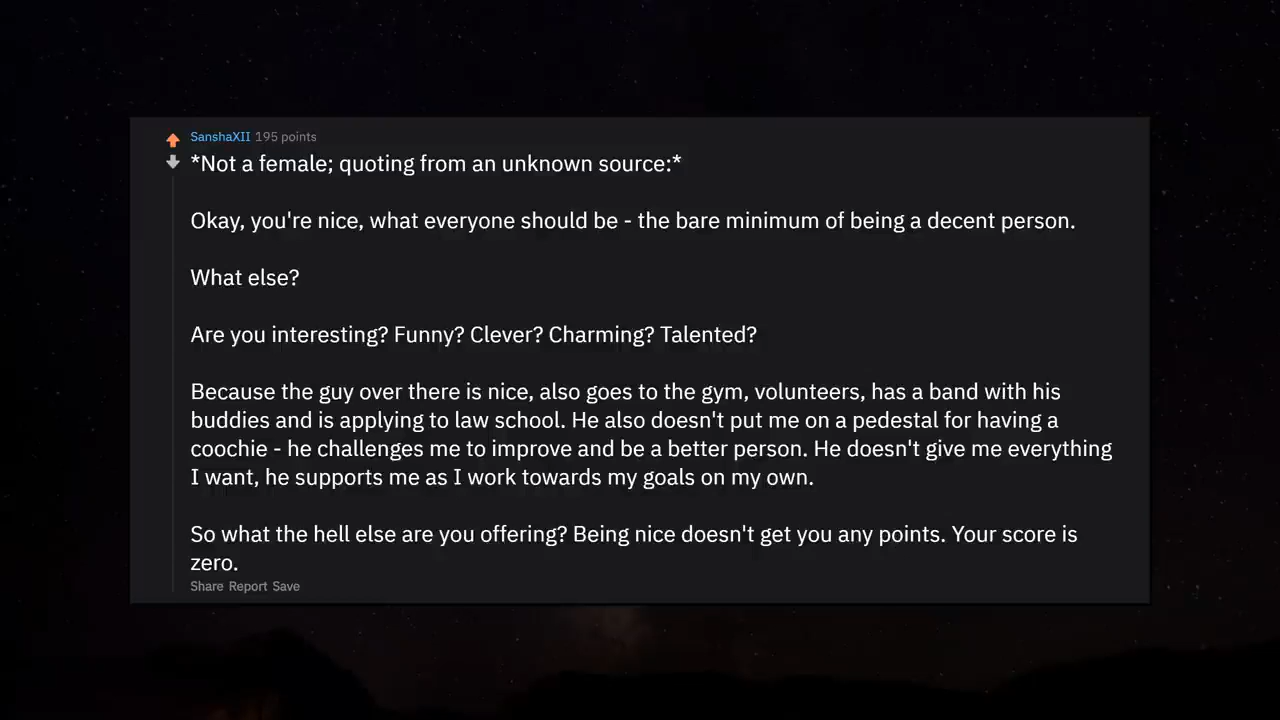 SanshaXII 195 points
*Not a female; quoting from an unknown source:*
Okay, you're nice, what everyone should be - the bare minimum of being a decent person.
What else?
Are you interesting? Funny? Clever? Charming? Talented?
Because the guy over there is nice, also goes to the gym, volunteers, has a band with his
buddies and is applying to law school. He also doesn't put me on a pedestal for having a
coochie - he challenges me to improve and be a better person. He doesn't give me everything
I want, he supports me as I work towards my goals on my own.
So what the hell else are you offering? Being nice doesn't get you any points. Your score is
zero.
Share Report Save